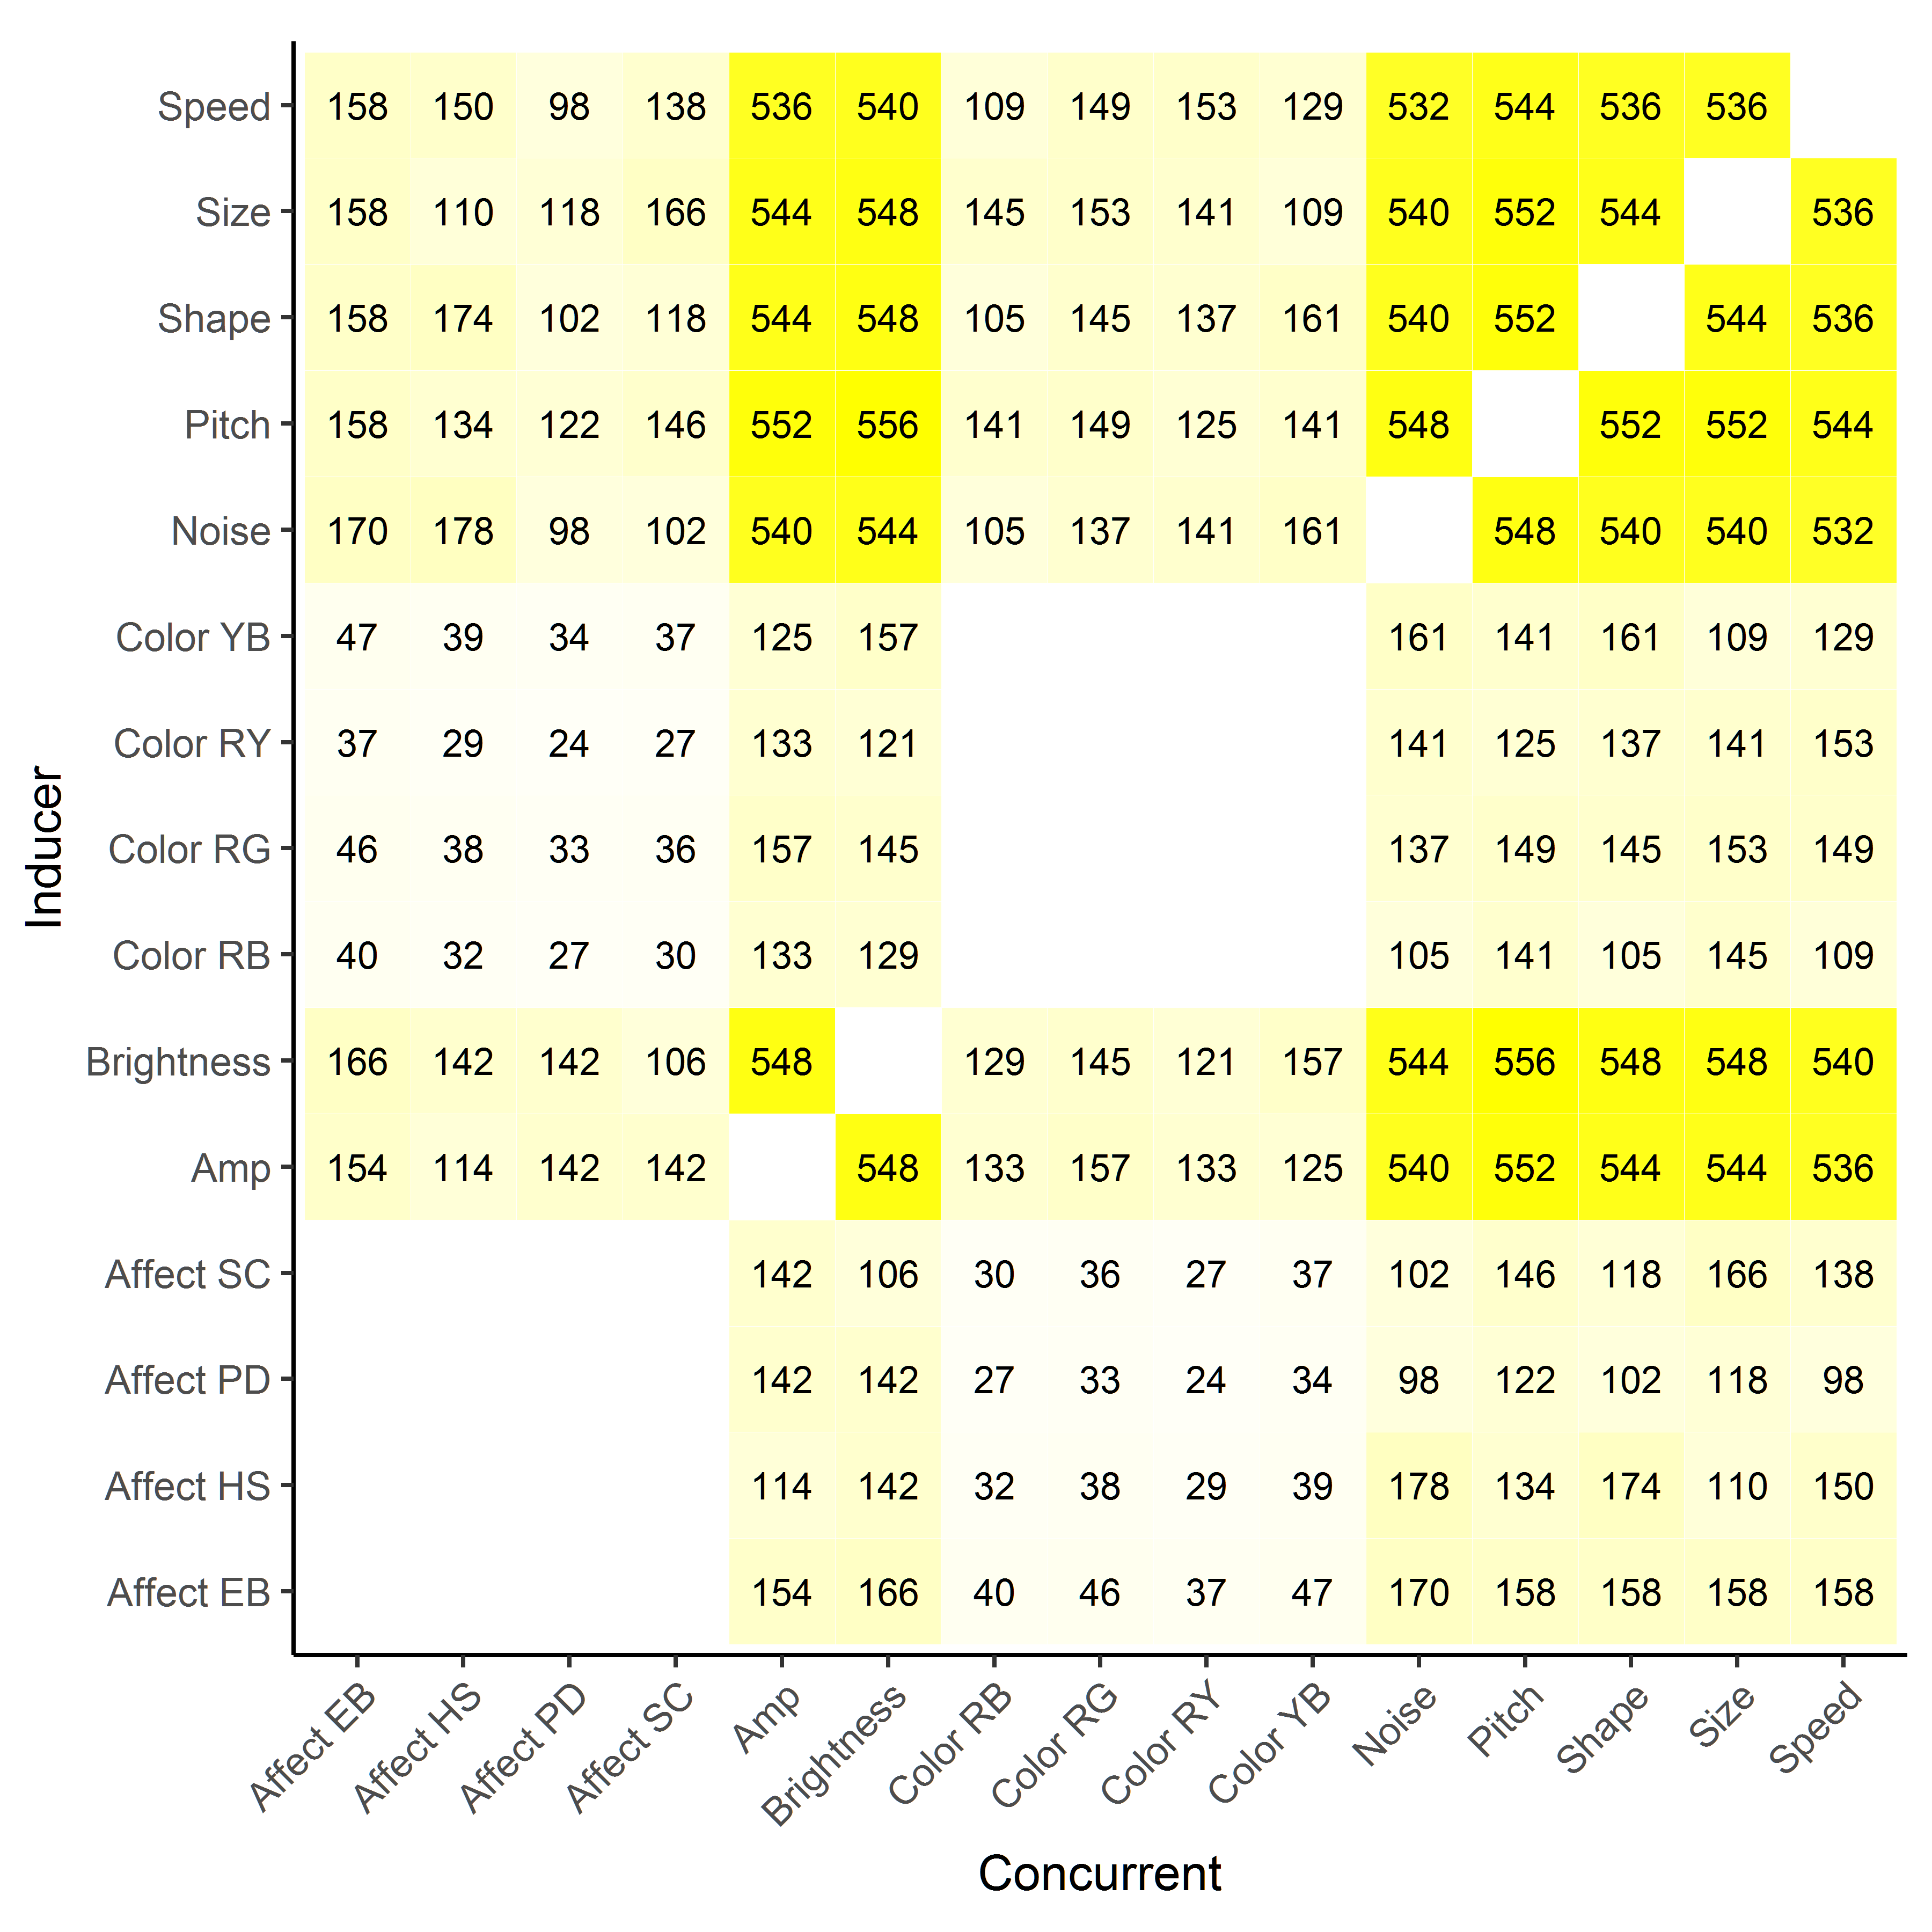 Speed 158 150 98 138 536 540 109 149 153 129 532 544 536 536
Size 158 110 118 166 544 548 145 153 141 109 540 552 544 536
Shape 158 174 102 118 544 548 105 145 137 161 540 552 544 536
Pitch 158 134 122 146 552 556 141 149 125 141 548 552 552 544
Noise 170 178 98 102 540 544 105 137 141 161 548 540 540 532
Color YB 47 39 34 37 125 157 161 141 161 109 129
Color RY 37 29 24 27 133 121 141 125 137 141 153
Color RG 46 38 33 36 157 145 137 149 145 153 149
Color RB 40 32 27 30 133 129 105 141 105 145 109
Brightness 166 142 142 106 548 129 145 121 157 544 556 548 548 540
Amp 154 114 142 142 548 133 157 133 125 540 552 544 544 536
Affect SC 142 106 30 36 27 37 102 146 118 166 138
Affect PD 142 142 27 33 24 34 98 122 102 118 98
Affect HS 114 142 32 38 29 39 178 134 174 110 150
Affect EB 154 166 40 46 37 47 170 158 158 158 158
Inducer
Affect EB Affect HS Affect PD Affect SC Amp Brightness Color RB Color RG Color RY Color YB Noise Pitch Shape Size Speed
Concurrent